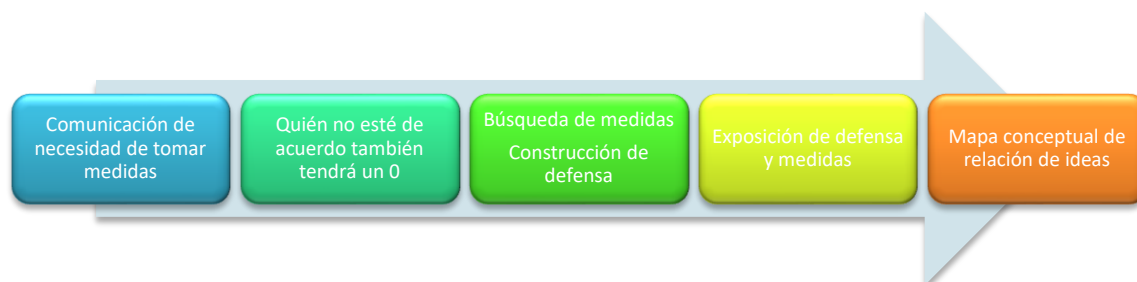 Comunicación de
necesidad de tomar
medidas
Quién no esté de
acuerdo también
tendrá un 0
Búsqueda de medidas
Construcción de
defensa
Exposición de defensa
y medidas
Mapa conceptual de
relación de ideas